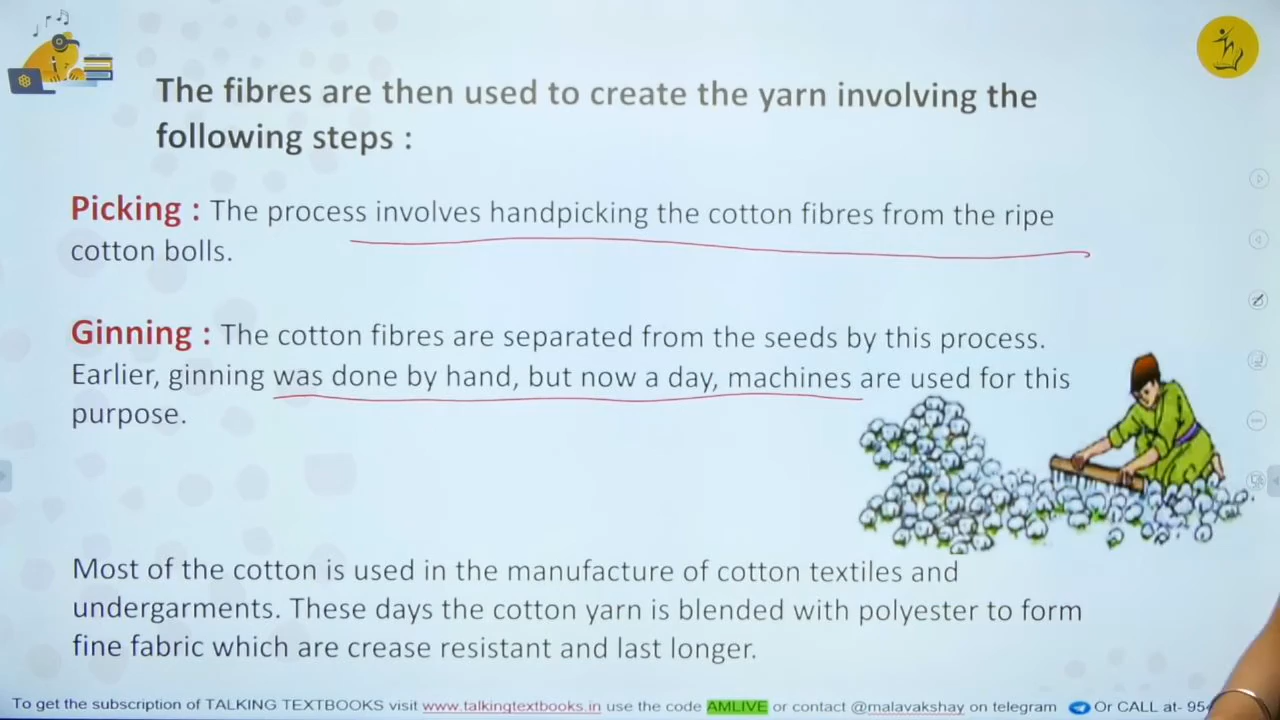 The fibres are then used to create the yarn involving the
following steps :
Picking : The process involves handpicking the cotton fibres from the ripe
cotton bolls.
Ginning : The cotton fibres are separated from the seeds by this process.
Earlier, ginning was done by hand, but now a day, machines are used for this
purpose.
Most of the cotton is used in the manufacture of cotton textiles and
undergarments. These days the cotton yarn is blended with polyester to form
fine fabric which are crease resistant and last longer.
To get the subscription of TALKING TEXTBOOKS visit www.talkingtextbooks.in use the code AMLIVE or contact @malavakshay on telegram Or CALL at- 95